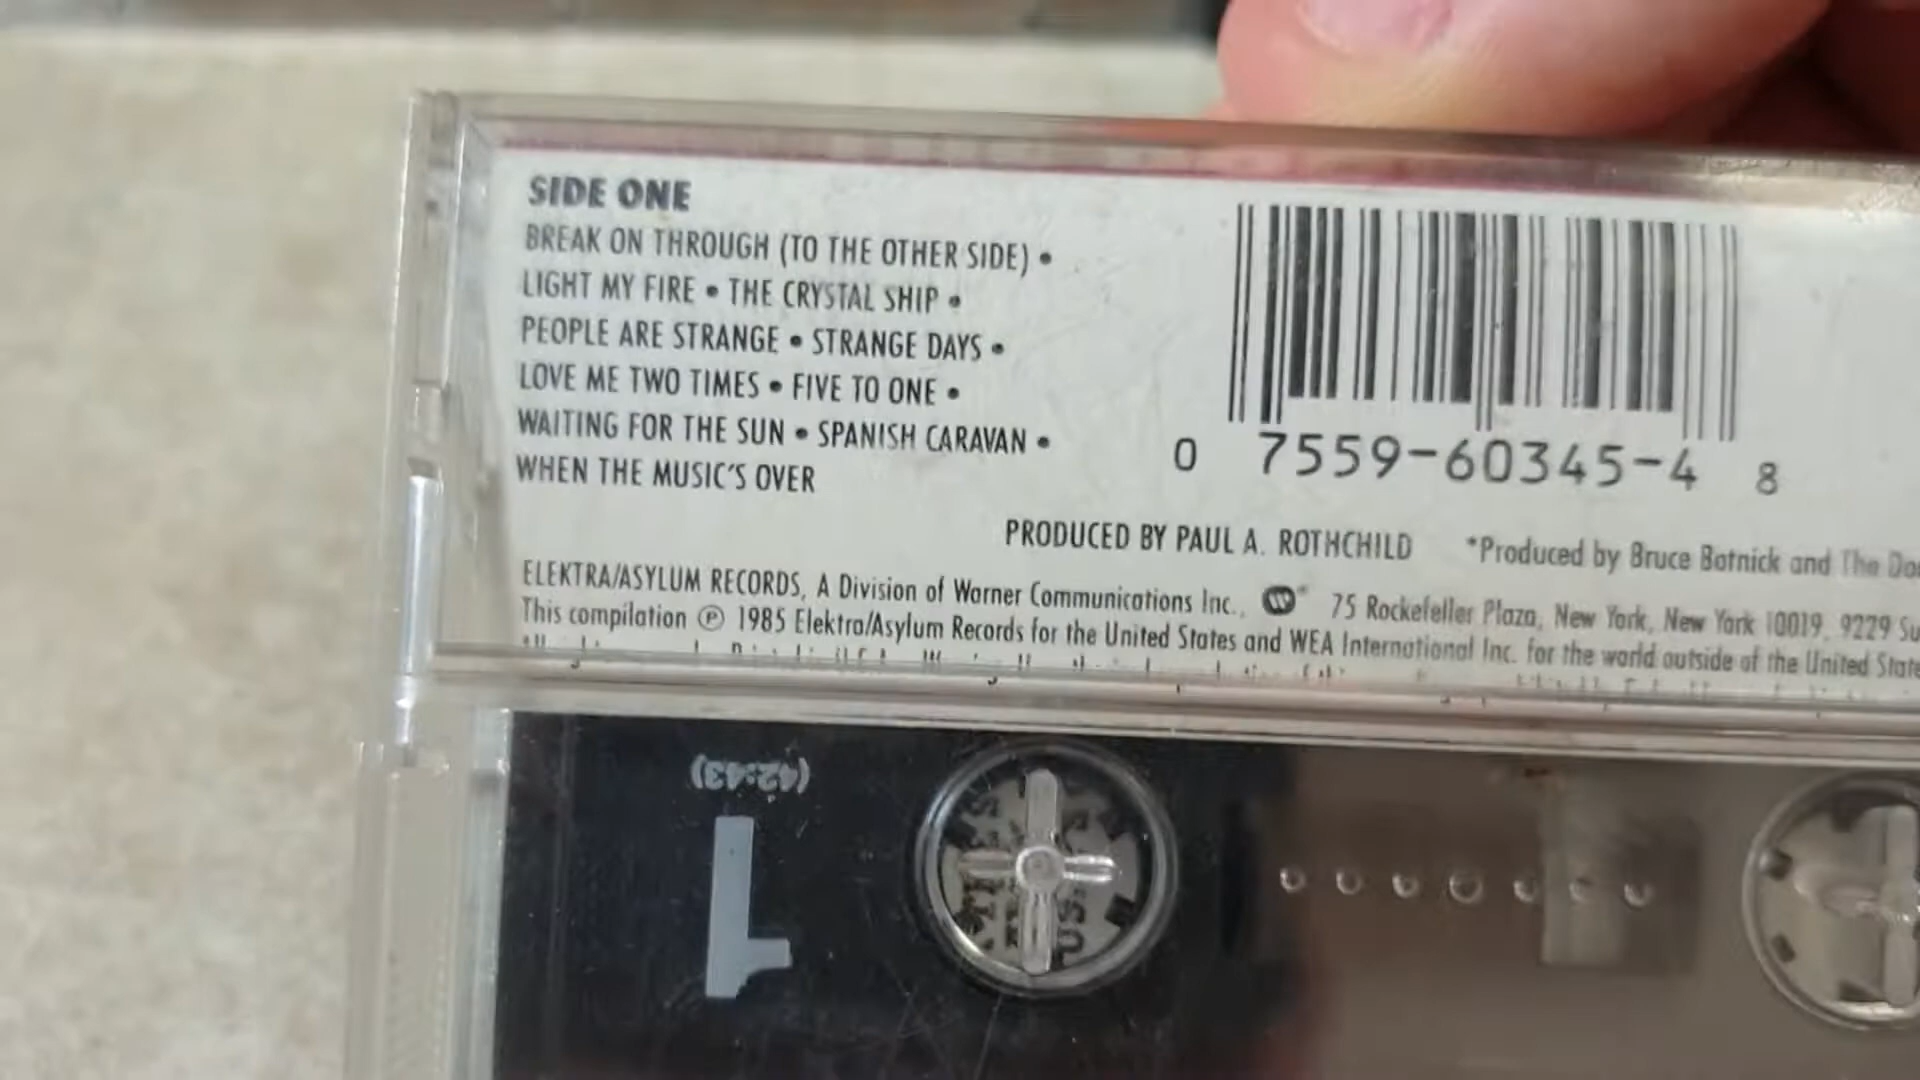 SIDE ONE
BREAK ON THROUGH (TO THE OTHER SIDE) •
LIGHT MY FIRE • THE CRYSTAL SHIP •
PEOPLE ARE STRANGE • STRANGE DAYS •
LOVE ME TWO TIMES • FIVE TO ONE •
WAITING FOR THE SUN • SPANISH CARAVAN •
WHEN THE MUSIC'S OVER
0 7559-60345-4 8
PRODUCED BY PAUL A. ROTHCHILD *Produced by Bruce Botnick and The
ELEKTRA/ASYLUM RECORDS, A Division of Warner Communications Inc., 75 Rockefeller Plaza, New York, New York 10019, 9229
This compilation ℗ 1985 Elektra/Asylum Records for the United States and WEA International Inc. for the world outside of the United
(42:43)
1